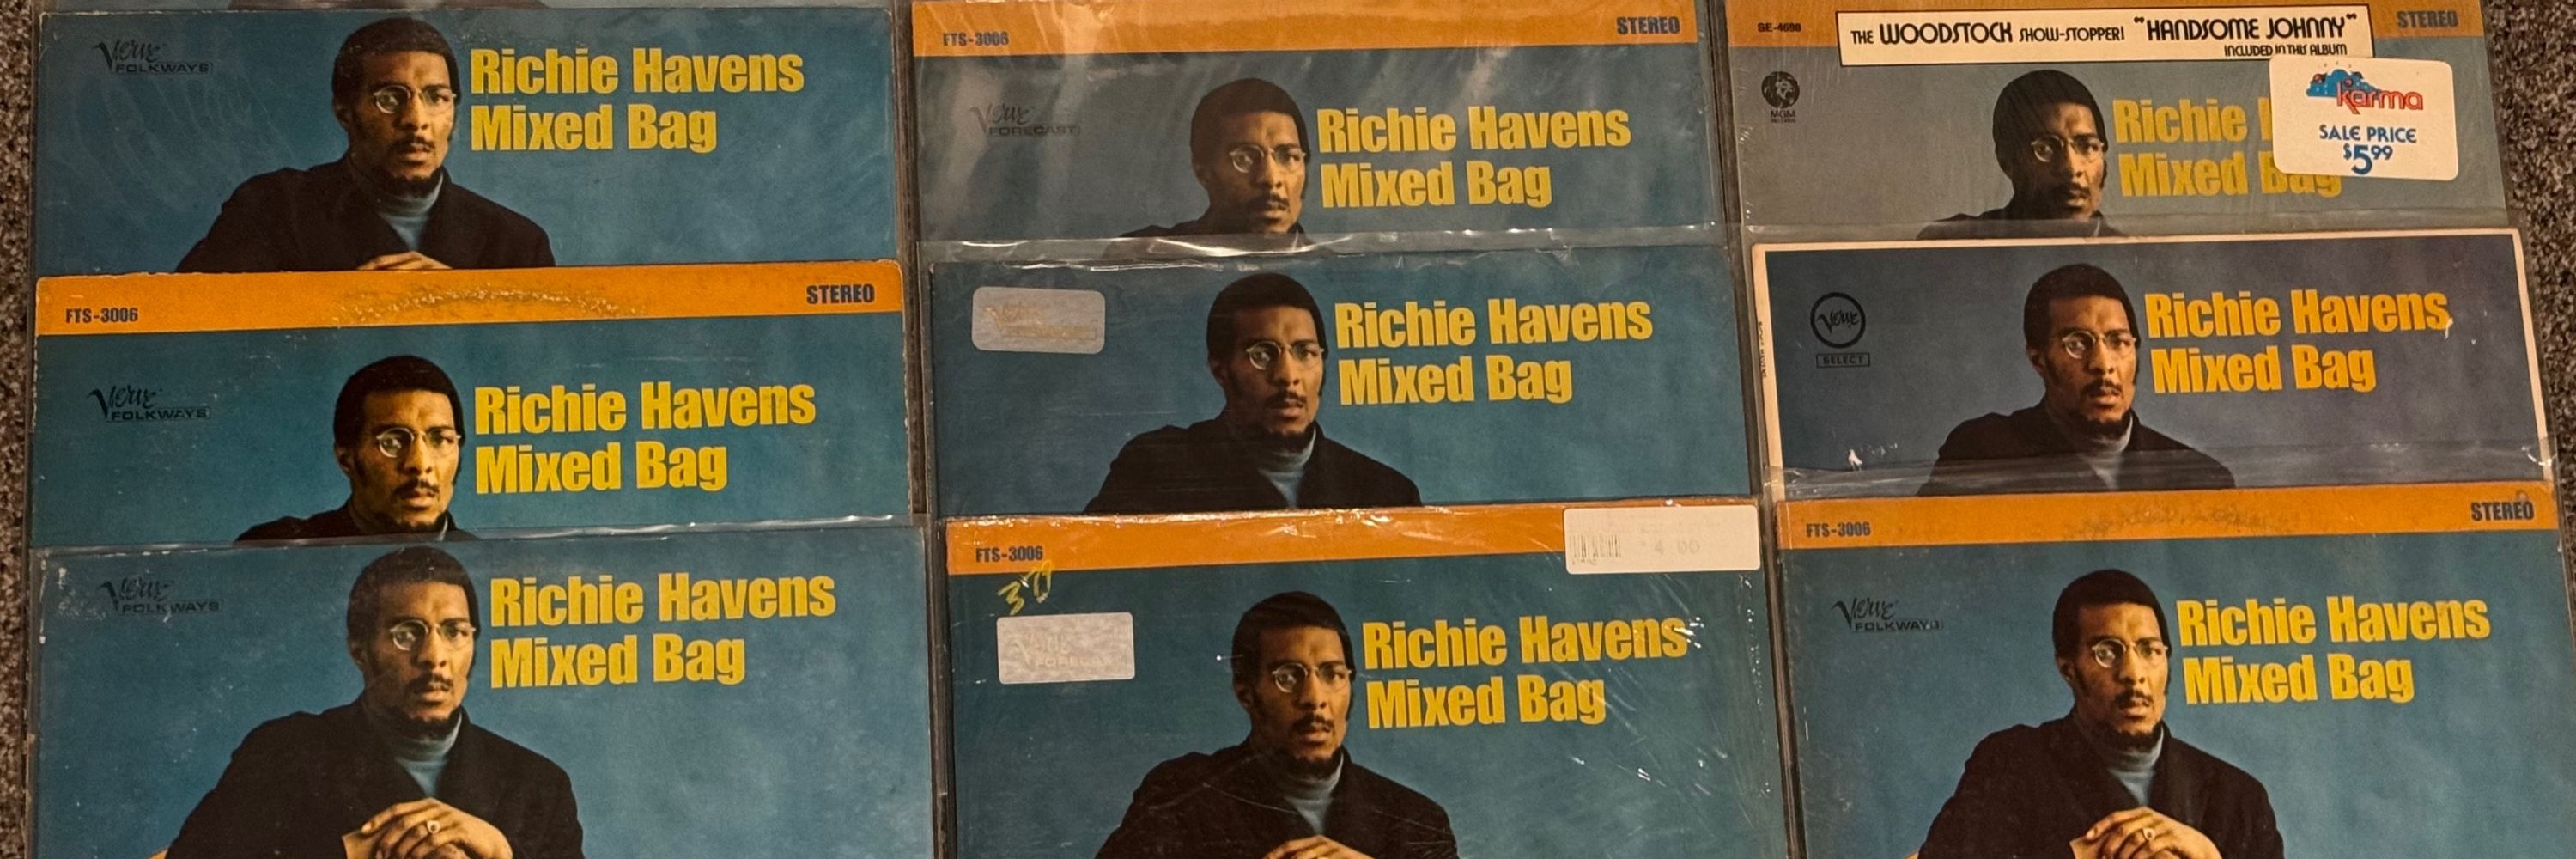 Verve
FOLKWAYS
Richie Havens
Mixed Bag
FTS-3006
STEREO
Verve
FORECAST
Richie Havens
Mixed Bag
SE-4698
THE WOODSTOCK SHOW-STOPPER! "HANDSOME JOHNNY"
INCLUDED IN THIS ALBUM
STEREO
MGM
Richie
Mixed Bag
karma
SALE PRICE
$5.99
FTS-3006
STEREO
Verve
FOLKWAYS
Richie Havens
Mixed Bag
Richie Havens
Mixed Bag
Verve
SELECT
Richie Havens
Mixed Bag
Verve
FOLKWAYS
Richie Havens
Mixed Bag
FTS-3006
4.00
Richie Havens
Mixed Bag
FTS-3006
STEREO
Verve
FOLKWAYS
Richie Havens
Mixed Bag